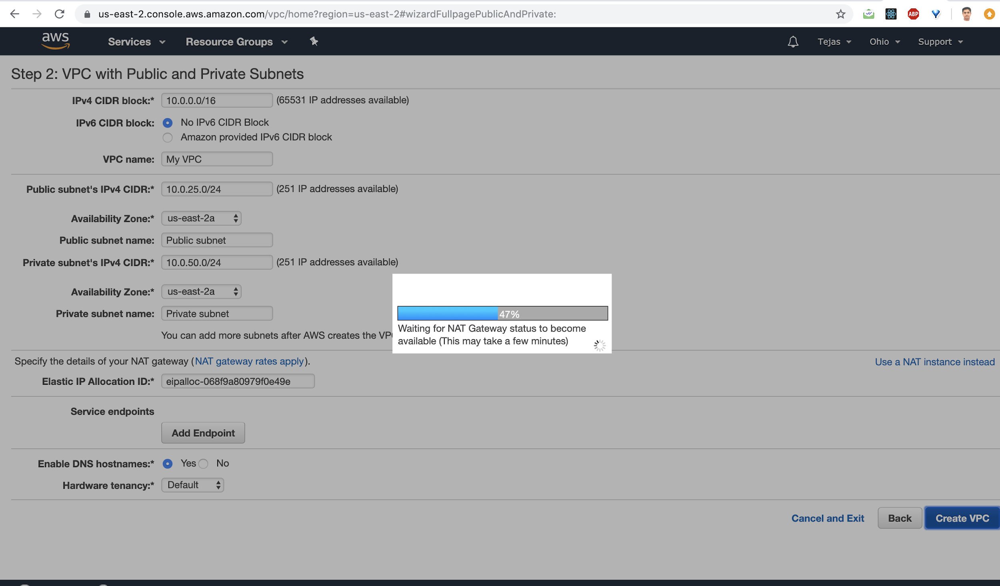 us-east-2.console.aws.amazon.com/vpc/home?region=us-east-2#wizardFullpagePublicAndPrivate:
ABP
aws Services Resource Groups Tejas Ohio Support
Step 2: VPC with Public and Private Subnets
IPv4 CIDR block:* 10.0.0.0/16 (65531 IP addresses available)
IPv6 CIDR block: No IPv6 CIDR Block
Amazon provided IPv6 CIDR block
VPC name: My VPC
Public subnet's IPv4 CIDR:* 10.0.25.0/24 (251 IP addresses available)
Availability Zone:* us-east-2a
Public subnet name: Public subnet
Private subnet's IPv4 CIDR:* 10.0.50.0/24 (251 IP addresses available)
Availability Zone:* us-east-2a
Private subnet name: Private subnet
You can add more subnets after AWS creates the VPC
47%
Waiting for NAT Gateway status to become
available (This may take a few minutes)
Specify the details of your NAT gateway (NAT gateway rates apply). Use a NAT instance instead
Elastic IP Allocation ID:* eipalloc-068f9a80979f0e49e
Service endpoints
Add Endpoint
Enable DNS hostnames:* Yes No
Hardware tenancy:* Default
Cancel and Exit Back Create VPC